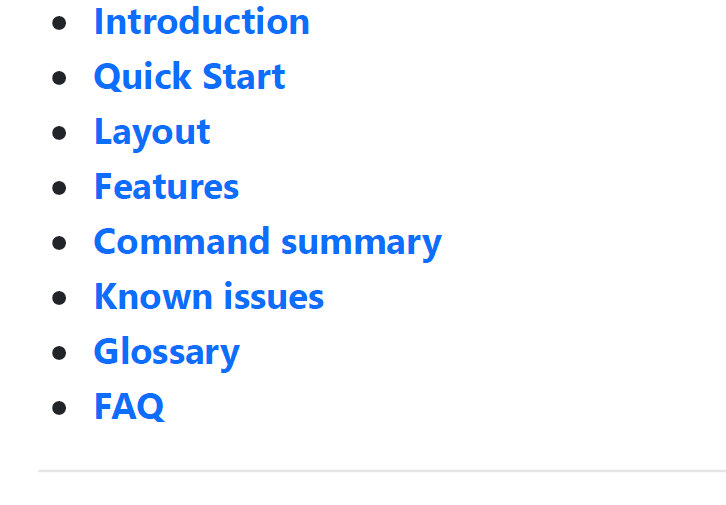 Introduction
Quick Start
Layout
Features
Command summary
Known issues
Glossary
FAQ